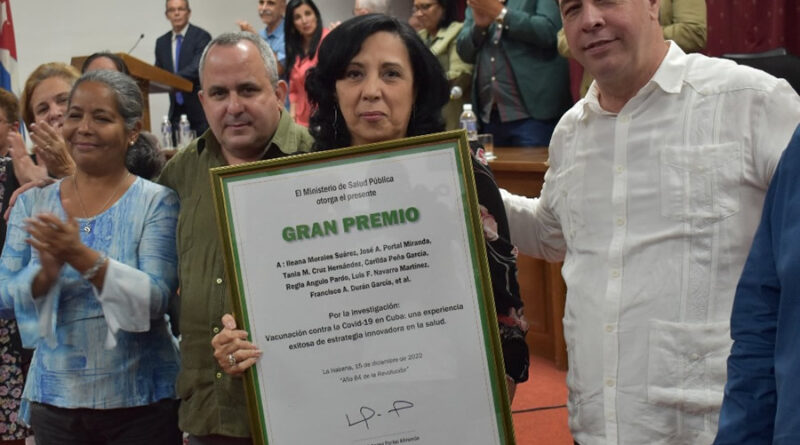 El Ministerio de Salud Pública
otorga el presente
GRAN PREMIO
A : Ileana Morales Suárez, José A. Portal Miranda,
Tania M. Cruz Hernández, Carilda Peña García,
Regla Angulo Pardo, Luis F. Navarro Martínez,
Francisco A. Durán García, et al.
Por la investigación:
Vacunación contra la Covid-19 en Cuba: una experiencia
exitosa de estrategia innovadora en la salud.
La Habana, 15 de diciembre de 2022
"Año 64 de la Revolución"
Portal Miranda